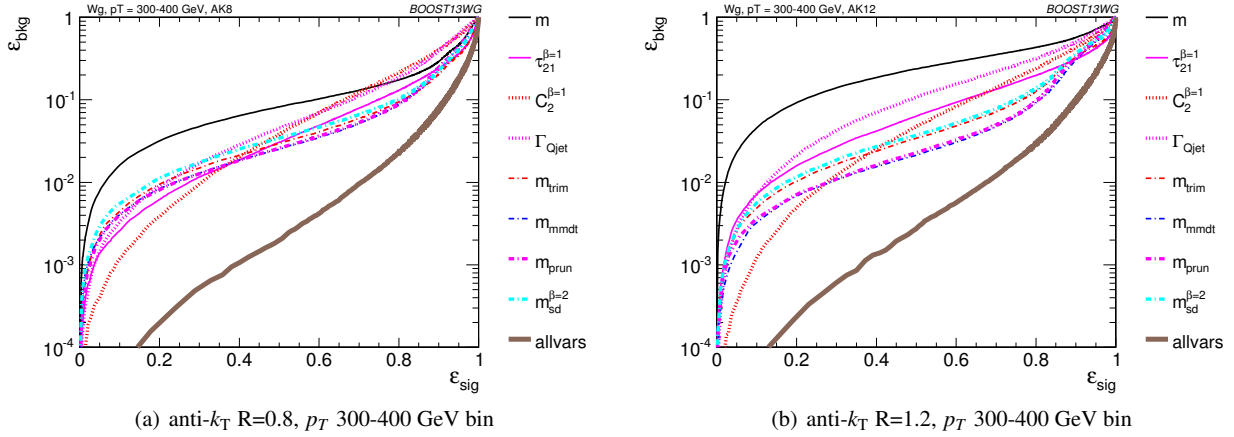 Wg, pT = 300-400 GeV, AK8 BOOST13WG
ε_bkg
1
10⁻¹
10⁻²
10⁻³
10⁻⁴
0 0.2 0.4 0.6 0.8 1
ε_sig
m
τ₂₁^β=1
C₂^β=1
Γ_Qjet
m_trim
m_mmdt
m_prun
m_sd^β=2
allvars
(a) anti-k_T R=0.8, p_T 300-400 GeV bin
Wg, pT = 300-400 GeV, AK12 BOOST13WG
ε_bkg
1
10⁻¹
10⁻²
10⁻³
10⁻⁴
0 0.2 0.4 0.6 0.8 1
ε_sig
m
τ₂₁^β=1
C₂^β=1
Γ_Qjet
m_trim
m_mmdt
m_prun
m_sd^β=2
allvars
(b) anti-k_T R=1.2, p_T 300-400 GeV bin